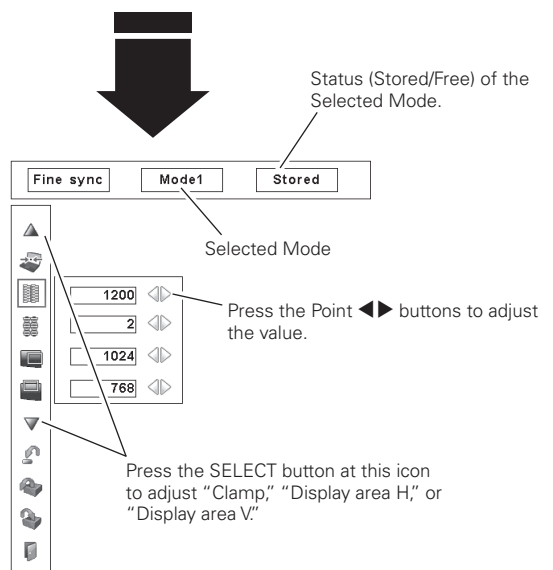 Status (Stored/Free) of the
Selected Mode.
Fine sync
Mode1
Stored
Selected Mode
1200
2
1024
768
Press the Point ◀▶ buttons to adjust
the value.
Press the SELECT button at this icon
to adjust “Clamp,” “Display area H,” or
“Display area V.”